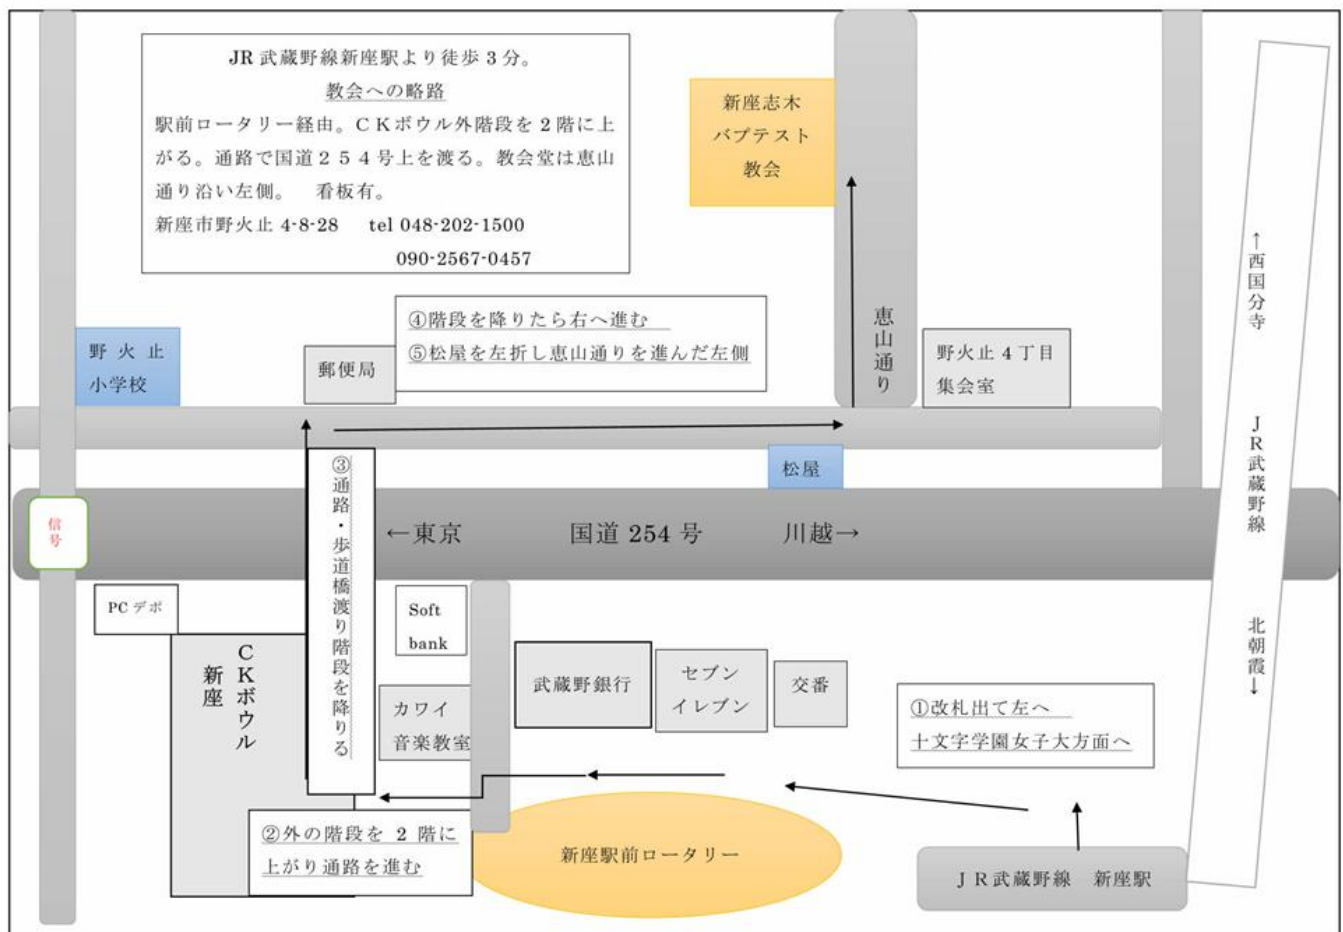 JR 武蔵野線新座駅より徒歩 3 分。
教会への略路
駅前ロータリー経由。ＣＫボウル外階段を 2 階に上
がる。通路で国道２５４号上を渡る。教会堂は恵山
通り沿い左側。　看板有。
新座市野火止 4-8-28　tel 048-202-1500
090-2567-0457
新座志木
バプテスト
教会
恵山通り
←西国分寺
ＪＲ武蔵野線
北朝霞→
野火止
小学校
郵便局
④階段を降りたら右へ進む
⑤松屋を左折し恵山通りを進んだ左側
野火止 4 丁目
集会室
松屋
信号
←東京
国道 254 号
川越→
③通路・歩道橋渡り階段を降りる
PC デポ
Soft
bank
ＣＫボウル
新座
カワイ
音楽教室
武蔵野銀行
セブン
イレブン
交番
①改札出て左へ
十文字学園女子大方面へ
②外の階段を 2 階に
上がり通路を進む
新座駅前ロータリー
ＪＲ武蔵野線　新座駅